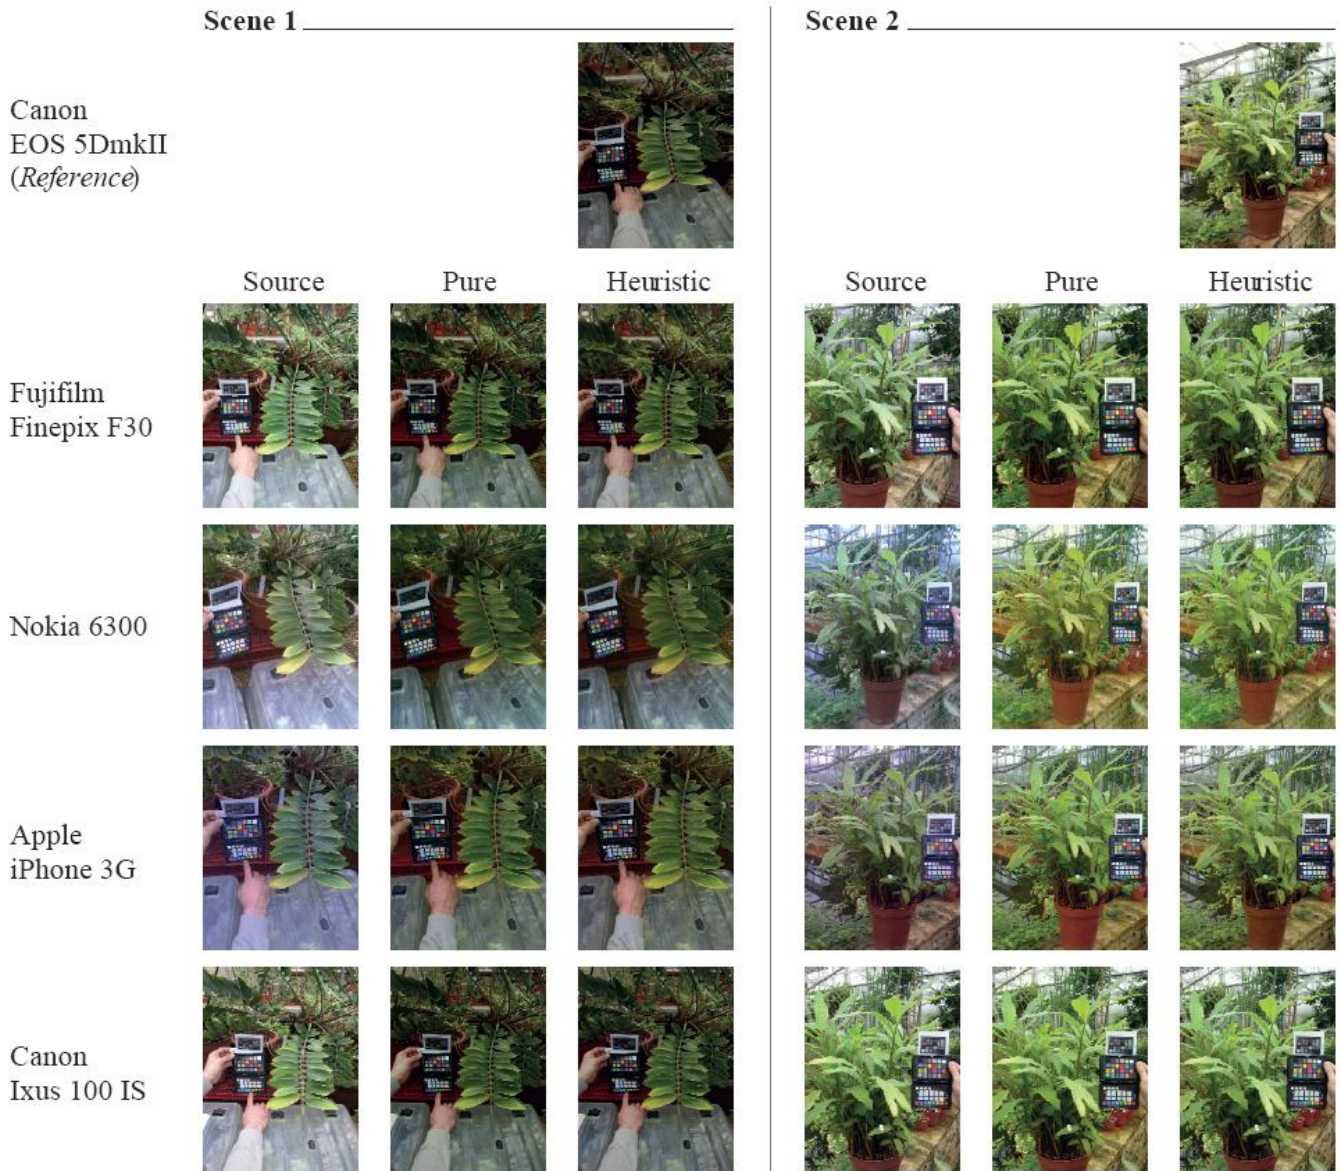 Scene 1
Scene 2
Canon
EOS 5DmkII
(Reference)
Source Pure Heuristic
Source Pure Heuristic
Fujifilm
Finepix F30
Nokia 6300
Apple
iPhone 3G
Canon
Ixus 100 IS